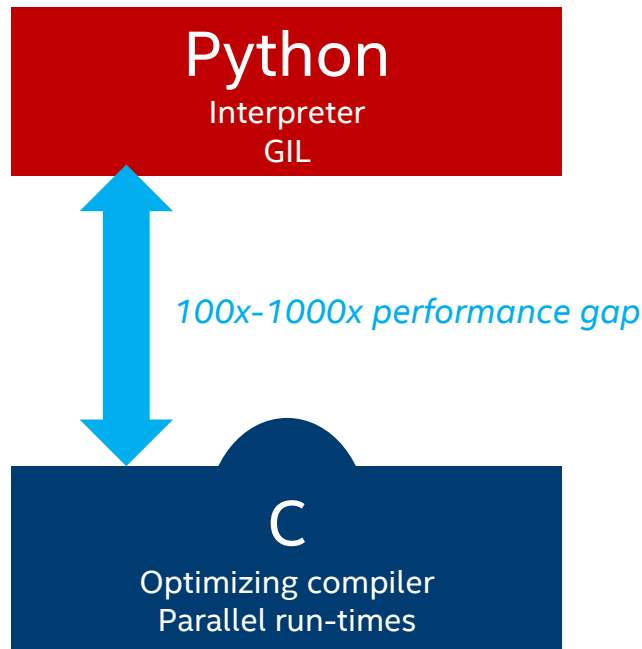 Python
Interpreter
GIL
100x-1000x performance gap
C
Optimizing compiler
Parallel run-times